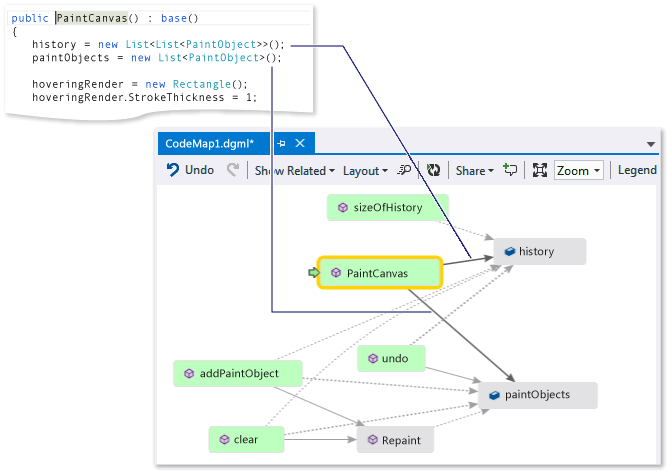 public PaintCanvas() : base()
{
history = new List<List<PaintObject>>();
paintObjects = new List<PaintObject>();
hoveringRender = new Rectangle();
hoveringRender.StrokeThickness = 1;
CodeMap1.dgml*
Undo Show Related Layout Share Zoom Legend
sizeOfHistory
history
PaintCanvas
undo
addPaintObject
paintObjects
clear
Repaint